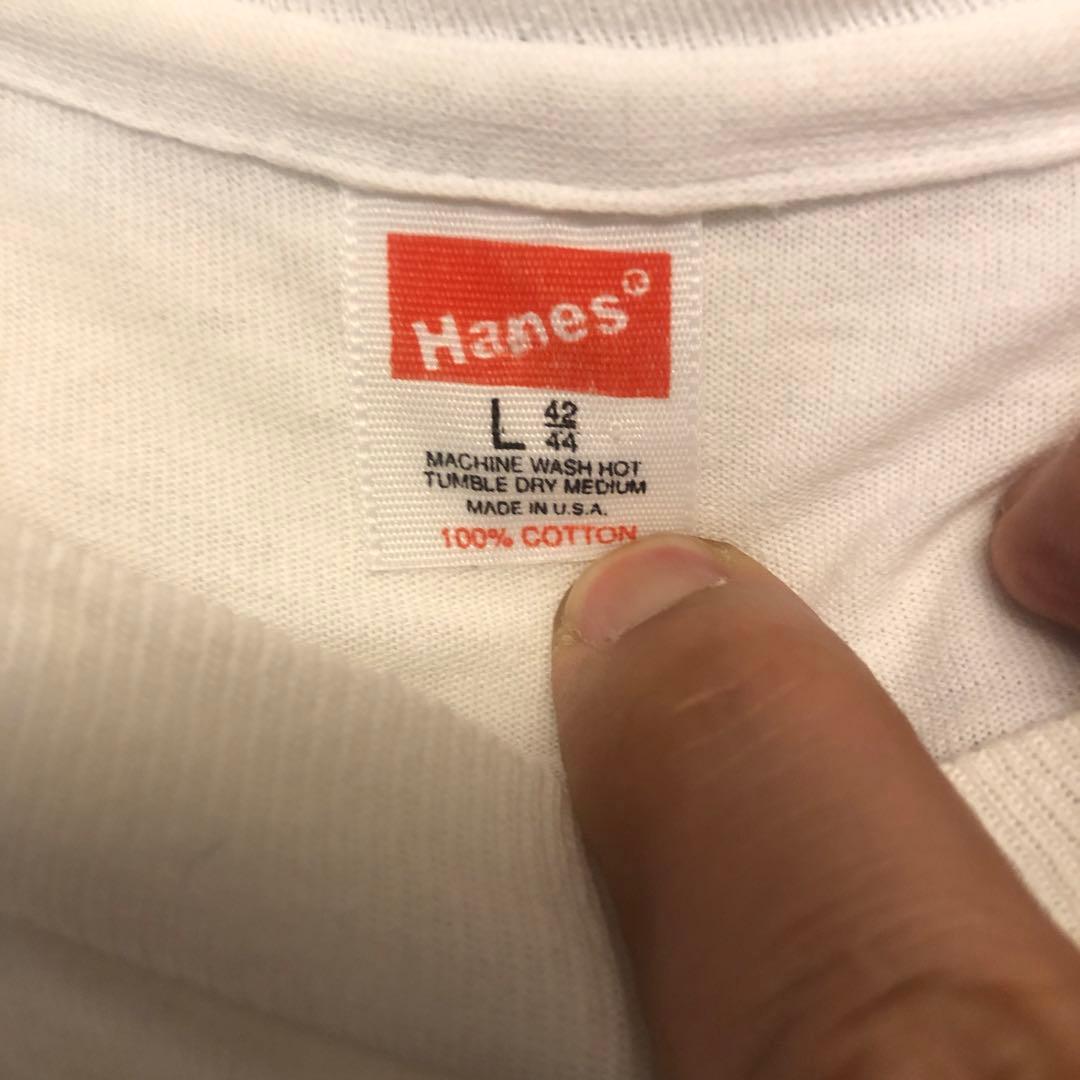 Hanes®
L 42/44
MACHINE WASH HOT
TUMBLE DRY MEDIUM
MADE IN U.S.A.
100% COTTON